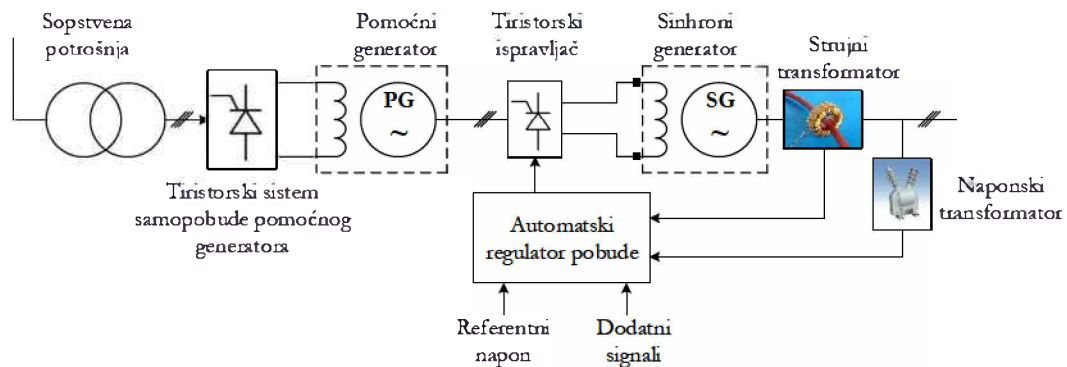 Sopstvena
potrošnja
Pomoćni
generator
Tiristorski
ispravljač
Sinhroni
generator
Strujni
transformator
PG
~
SG
~
Tiristorski sistem
samopobude pomoćnog
generatora
Naponski
transformator
Automatski
regulator pobude
Referentni
napon
Dodatni
signali